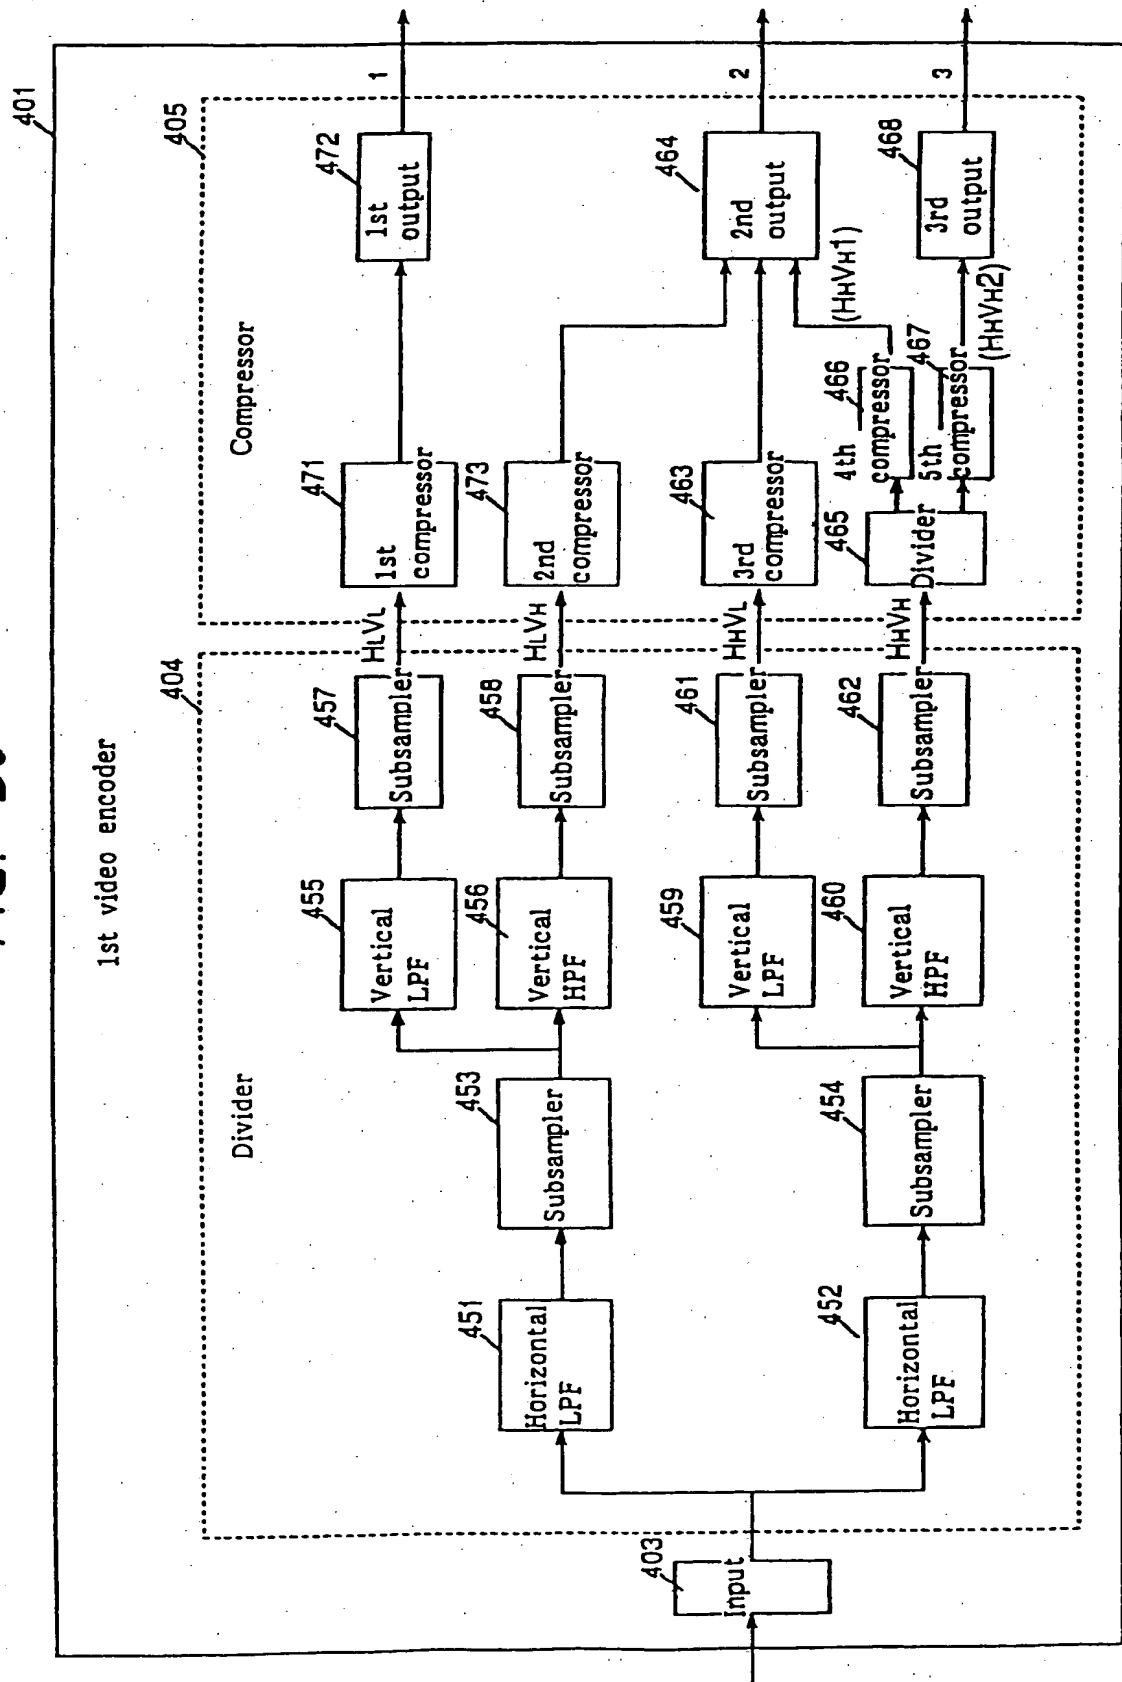 401
1st video encoder
404
Divider
405
Compressor
403
Input
451
Horizontal
LPF
453
Subsampler
455
Vertical
LPF
457
Subsampler
HLVL
471
1st
compressor
472
1st
output
1
456
Vertical
HPF
458
Subsampler
HLVH
473
2nd
compressor
464
2nd
output
2
452
Horizontal
LPF
454
Subsampler
459
Vertical
LPF
461
Subsampler
HHVL
463
3rd
compressor
460
Vertical
HPF
462
Subsampler
HHVH
465
Divider
466
4th
compressor
(HHVH1)
467
5th
compressor
(HHVH2)
468
3rd
output
3